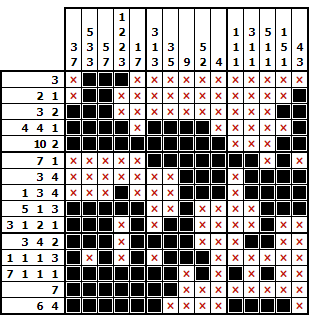 1
5 2 3 1 3 5 1
3 3 5 2 1 1 3 5 1 1 1 5 4
7 3 7 3 7 3 5 9 2 4 1 1 1 1 3
3
2 1
3 2
4 4 1
10 2
7 1
3 4
1 3 4
5 1 3
3 1 2 1
3 4 2
1 1 1 3
7 1 1 1
7
6 4